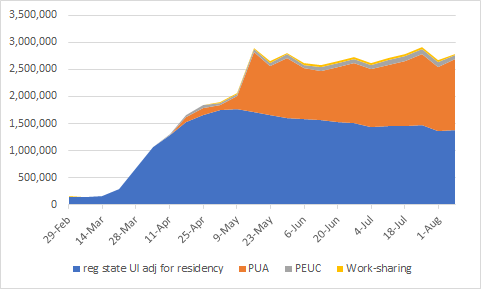 3,500,000
3,000,000
2,500,000
2,000,000
1,500,000
1,000,000
500,000
0
29-Feb
14-Mar
28-Mar
11-Apr
25-Apr
9-May
23-May
6-Jun
20-Jun
4-Jul
18-Jul
1-Aug
reg state UI adj for residency PUA PEUC Work-sharing